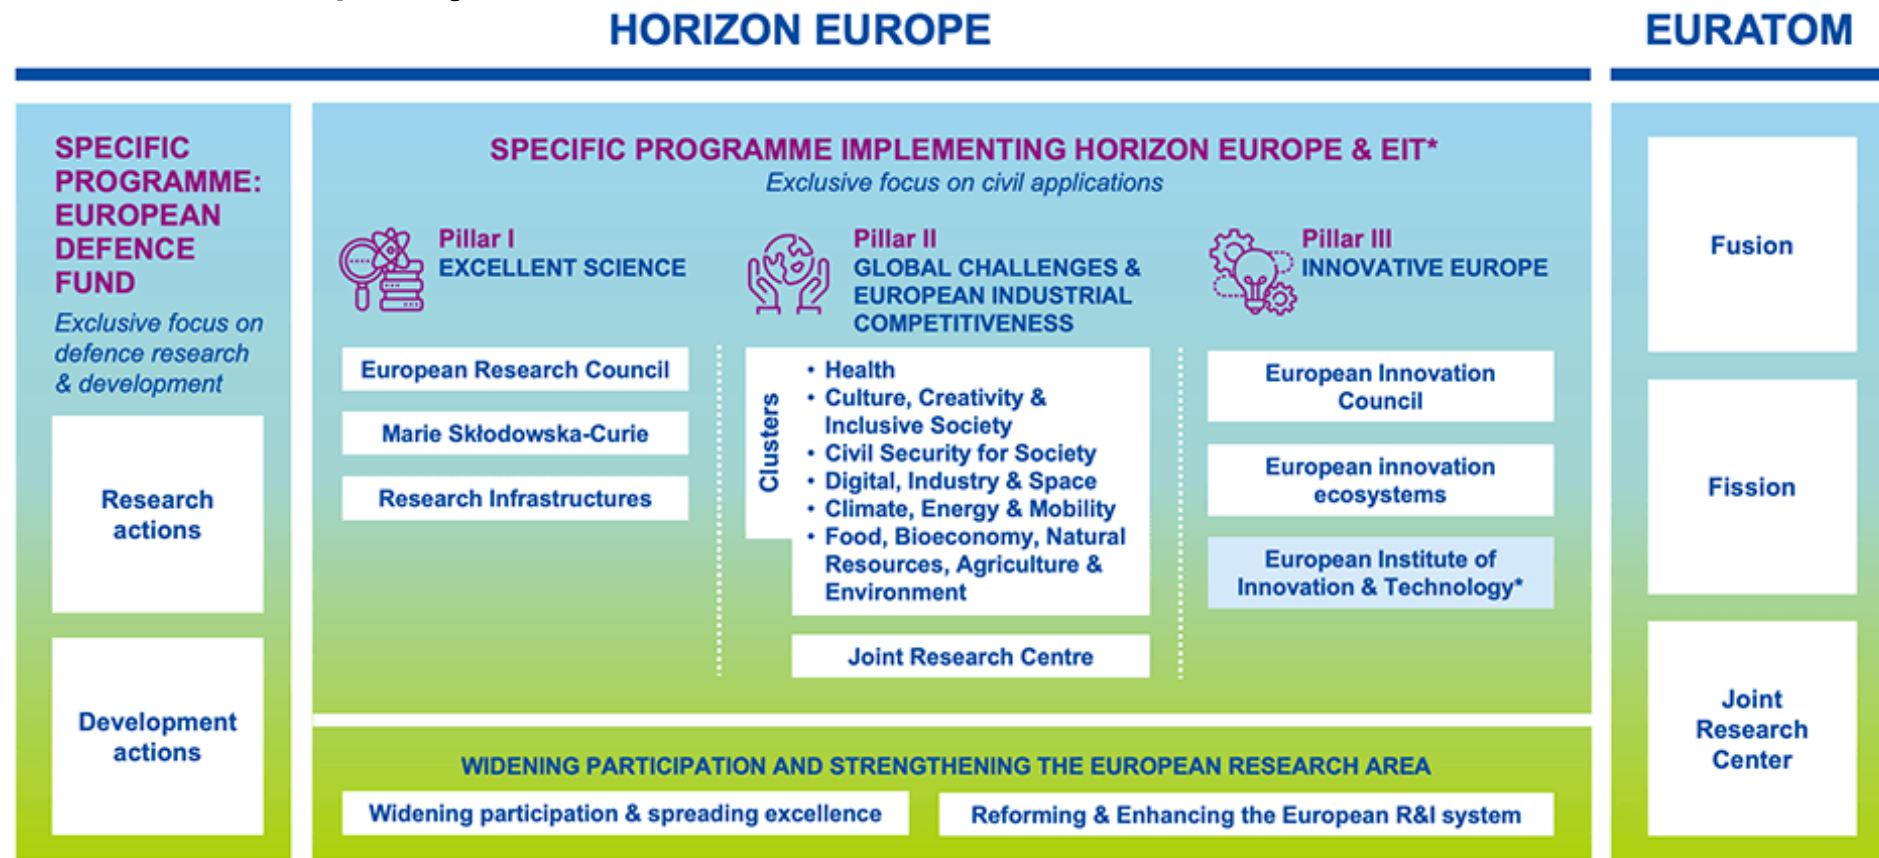 HORIZON EUROPE
EURATOM
SPECIFIC
PROGRAMME:
EUROPEAN
DEFENCE
FUND
Exclusive focus on
defence research
& development
Research
actions
Development
actions
SPECIFIC PROGRAMME IMPLEMENTING HORIZON EUROPE & EIT*
Exclusive focus on civil applications
Pillar I
EXCELLENT SCIENCE
European Research Council
Marie Skłodowska-Curie
Research Infrastructures
Pillar II
GLOBAL CHALLENGES &
EUROPEAN INDUSTRIAL
COMPETITIVENESS
Clusters
• Health
• Culture, Creativity &
Inclusive Society
• Civil Security for Society
• Digital, Industry & Space
• Climate, Energy & Mobility
• Food, Bioeconomy, Natural
Resources, Agriculture &
Environment
Joint Research Centre
Pillar III
INNOVATIVE EUROPE
European Innovation
Council
European innovation
ecosystems
European Institute of
Innovation & Technology*
WIDENING PARTICIPATION AND STRENGTHENING THE EUROPEAN RESEARCH AREA
Widening participation & spreading excellence
Reforming & Enhancing the European R&I system
Fusion
Fission
Joint
Research
Center